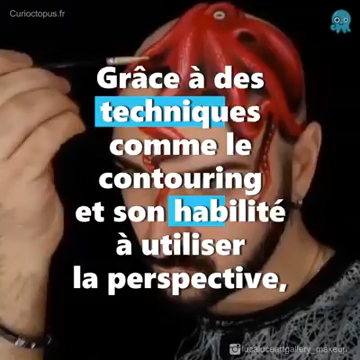 Curioctopus.fr
Grâce à des
techniques
comme le
contouring
et son habilité
à utiliser
la perspective,